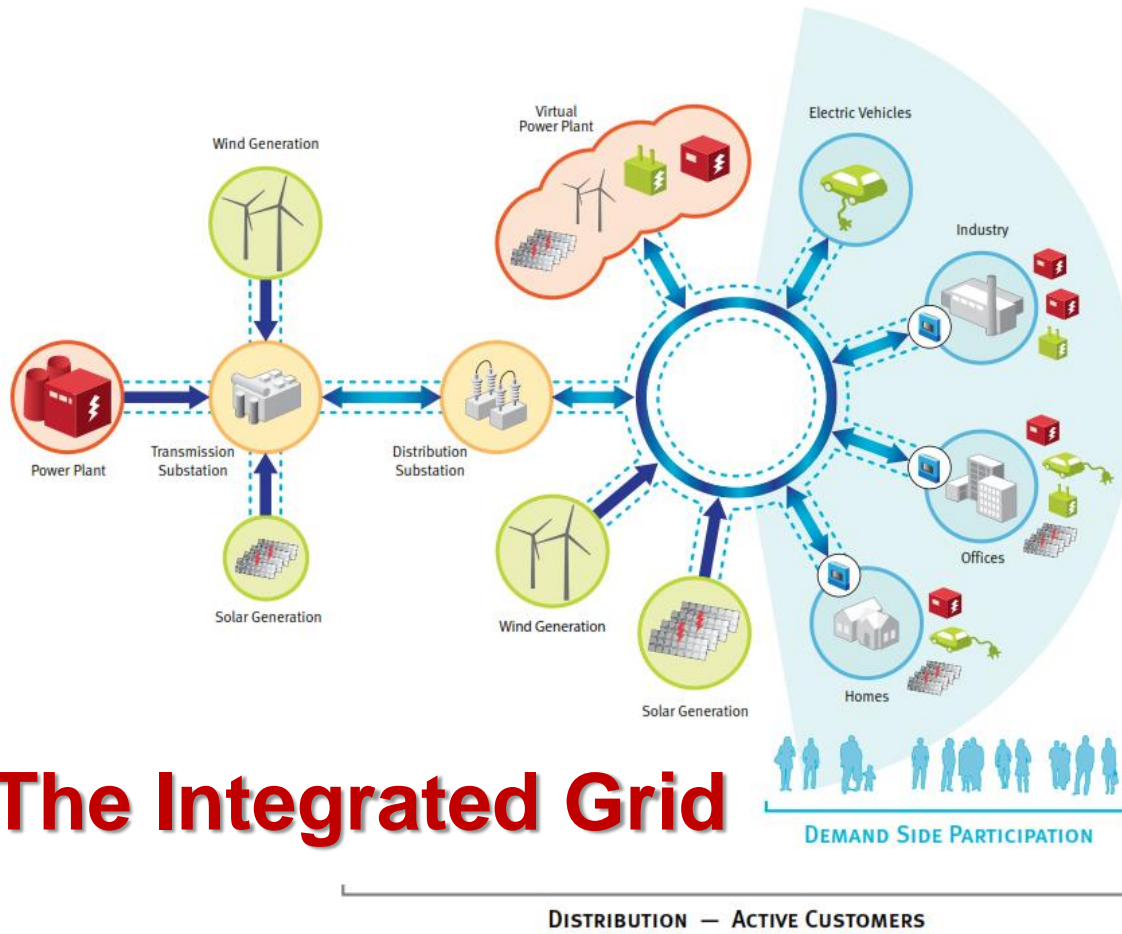 Virtual
Power Plant
Electric Vehicles
Wind Generation
Industry
Power Plant
Transmission
Substation
Distribution
Substation
Offices
Solar Generation
Wind Generation
Homes
Solar Generation
The Integrated Grid
DEMAND SIDE PARTICIPATION
DISTRIBUTION — ACTIVE CUSTOMERS